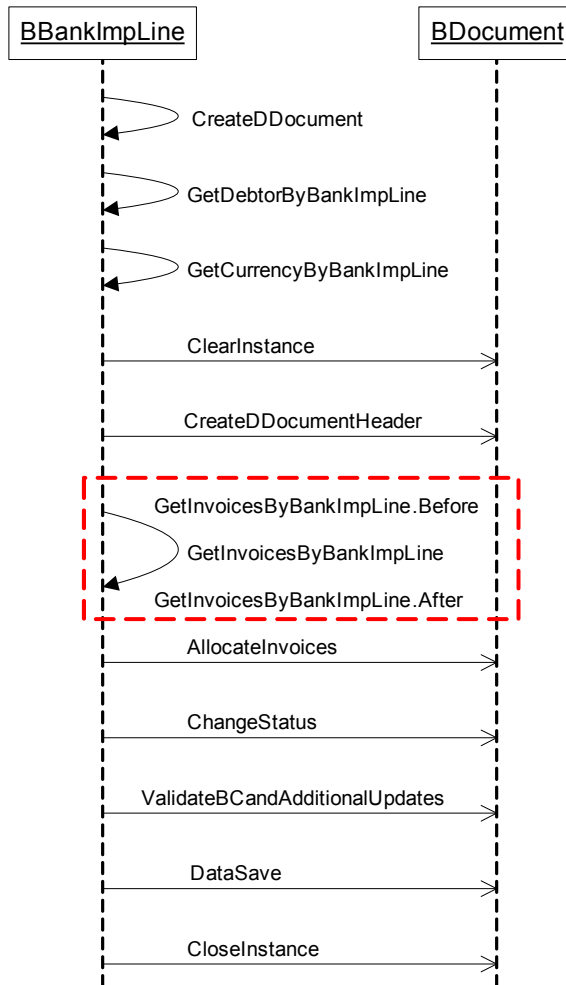 BBankImpLine
BDocument
CreateDDocument
GetDebtorByBankImpLine
GetCurrencyByBankImpLine
ClearInstance
CreateDDocumentHeader
GetInvoicesByBankImpLine.Before
GetInvoicesByBankImpLine
GetInvoicesByBankImpLine.After
AllocateInvoices
ChangeStatus
ValidateBCandAdditionalUpdates
DataSave
CloseInstance